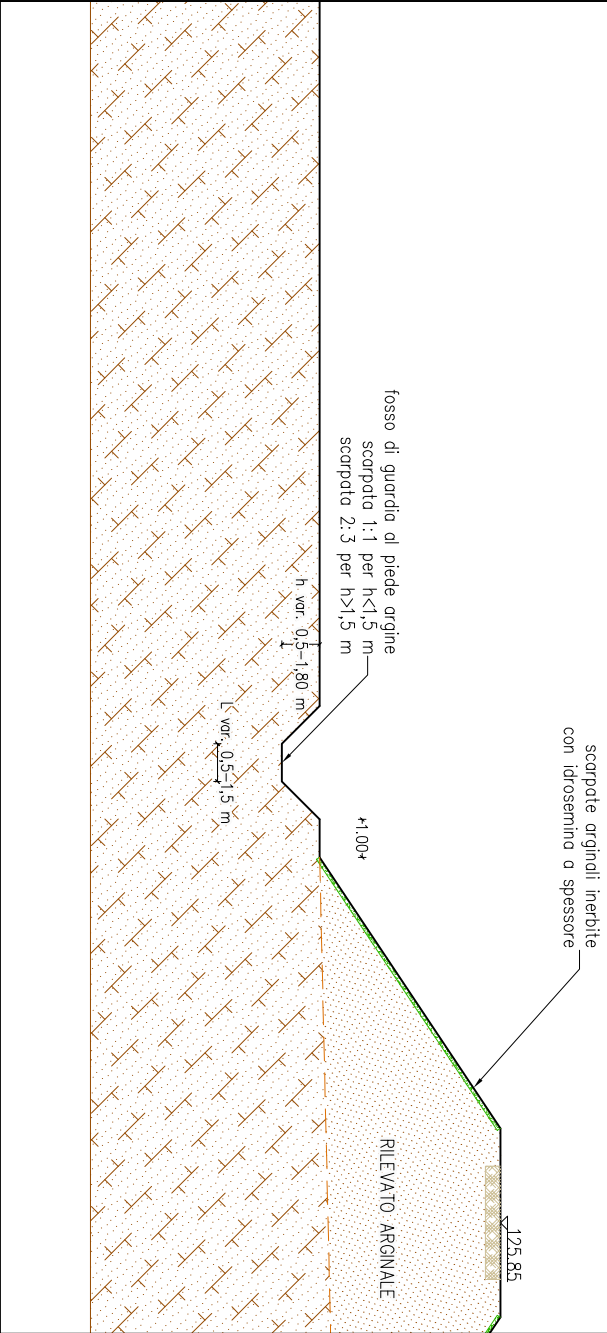 scarpate arginali inerbite
con idrosemina a spessore
fosso di guardia al piede argine
scarpata 1:1 per h<1,5 m
scarpata 2:3 per h>1,5 m
h var. 0,5-1,80 m
L var. 0,5-1,5 m
1.00
RILEVATO ARGINALE
125.85